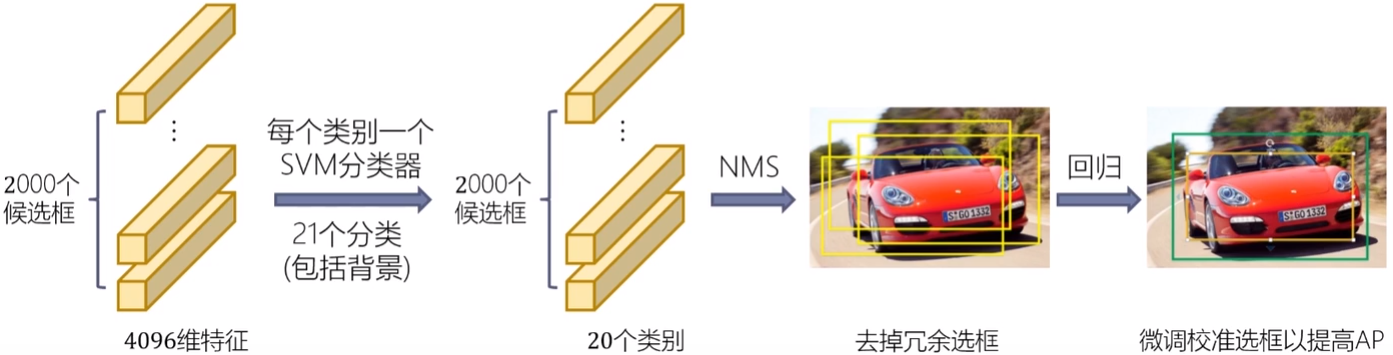 2000个
候选框
⋮
4096维特征
每个类别一个
SVM分类器
21个分类
(包括背景)
2000个
候选框
⋮
20个类别
NMS
S·GO 1332
去掉冗余选框
回归
S·GO 1332
微调校准选框以提高AP